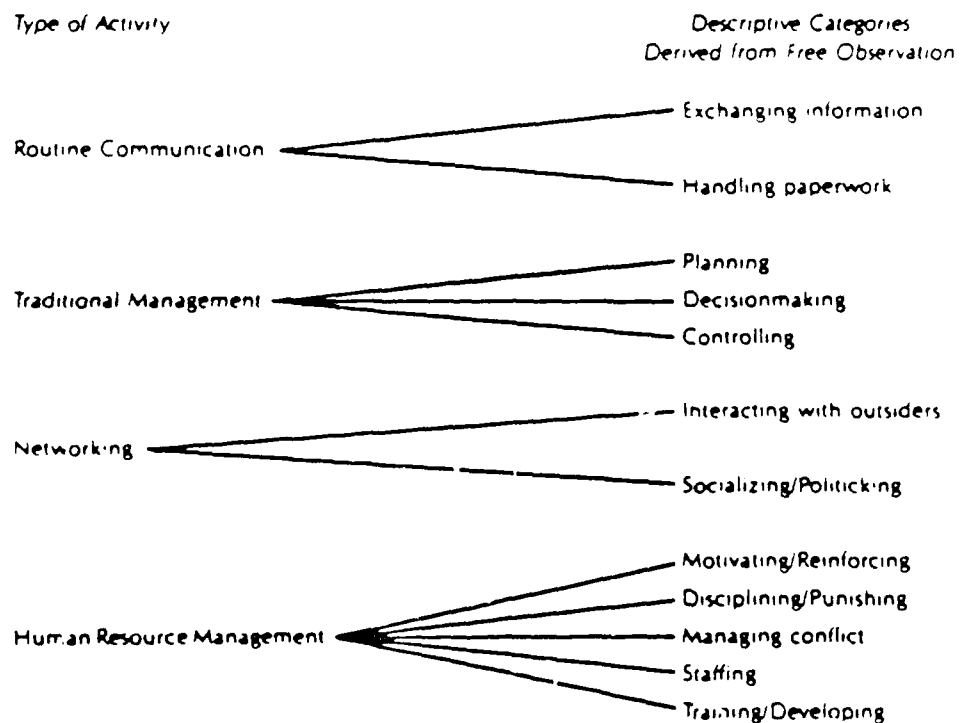 Type of Activity
Descriptive Categories
Derived from Free Observation
Routine Communication
Exchanging information
Handling paperwork
Traditional Management
Planning
Decisionmaking
Controlling
Networking
Interacting with outsiders
Socializing/Politicking
Human Resource Management
Motivating/Reinforcing
Disciplining/Punishing
Managing conflict
Staffing
Training/Developing